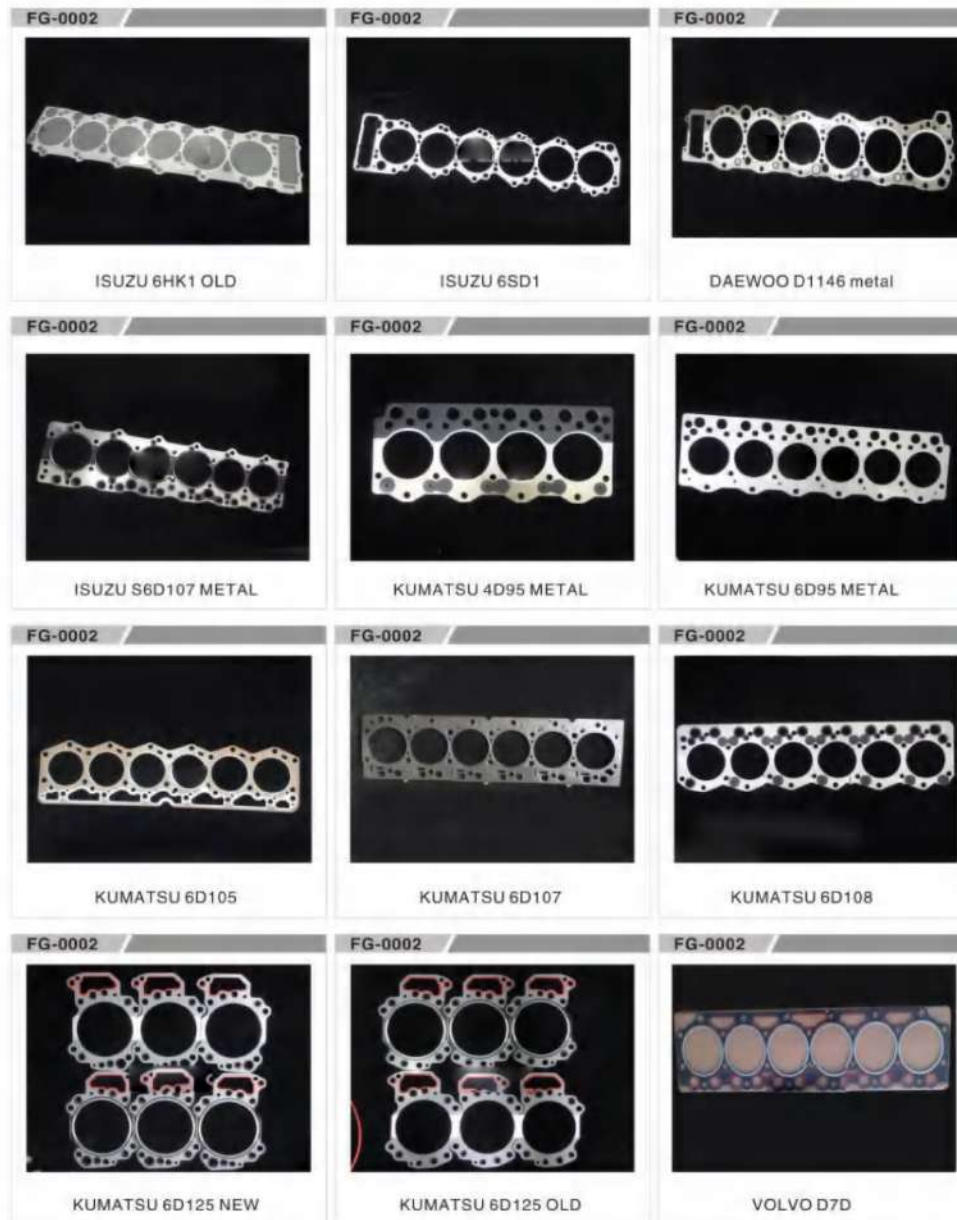 FG-0002
FG-0002
FG-0002
ISUZU 6HK1 OLD
ISUZU 6SD1
DAEWOO D1146 metal
FG-0002
FG-0002
FG-0002
ISUZU S6D107 METAL
KUMATSU 4D95 METAL
KUMATSU 6D95 METAL
FG-0002
FG-0002
FG-0002
KUMATSU 6D105
KUMATSU 6D107
KUMATSU 6D108
FG-0002
FG-0002
FG-0002
KUMATSU 6D125 NEW
KUMATSU 6D125 OLD
VOLVO D7D